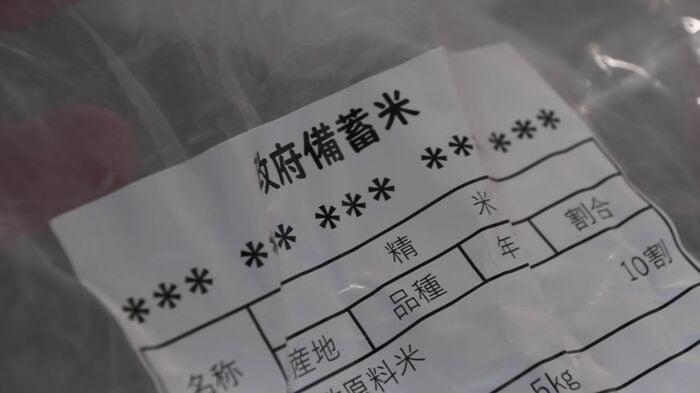 政府備蓄米
*** ** *** ** ***
精米
名称 産地 品種 年 割合
原料米 10割
5kg